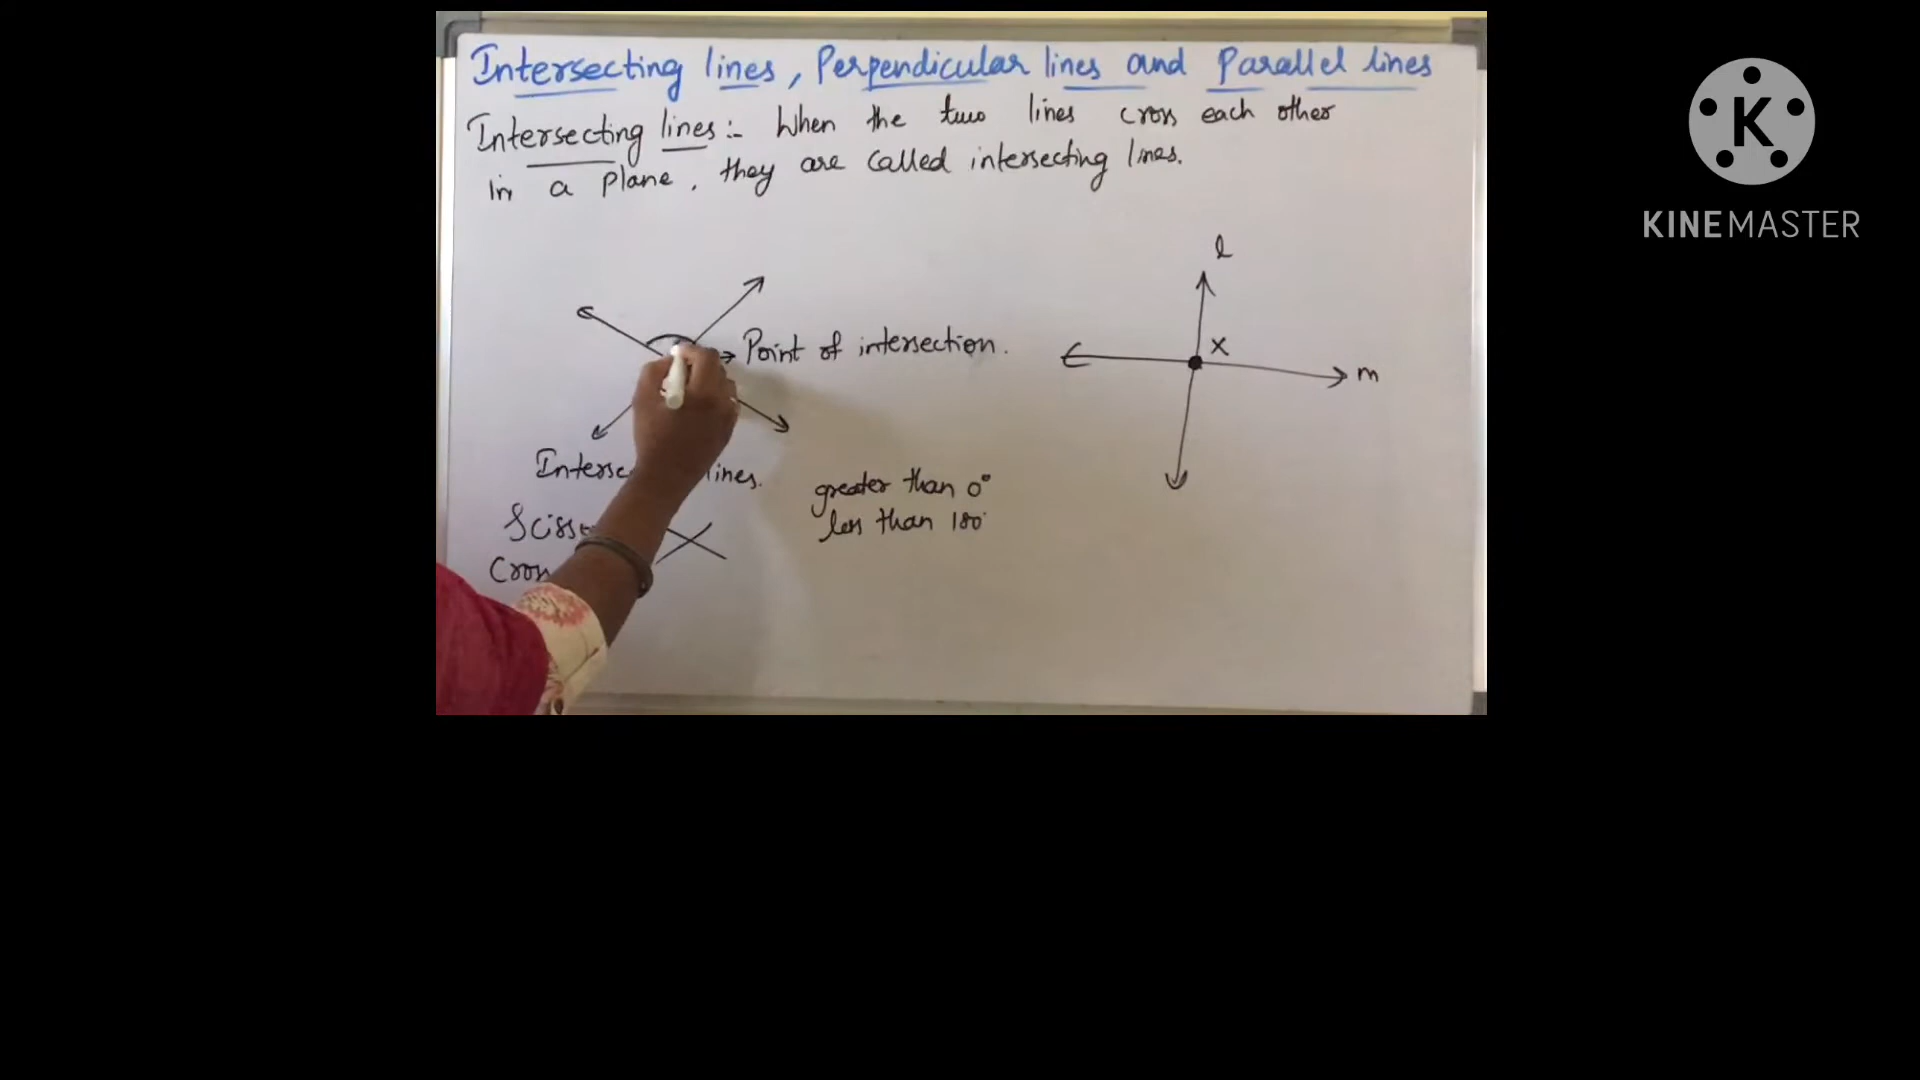 Intersecting lines, Perpendicular lines and Parallel lines
Intersecting lines:- When the two lines cross each other
in a plane, they are called intersecting lines.
l
→ Point of intersection.
X
m
lines.
greater than 0°
less than 180°
K
KINEMASTER